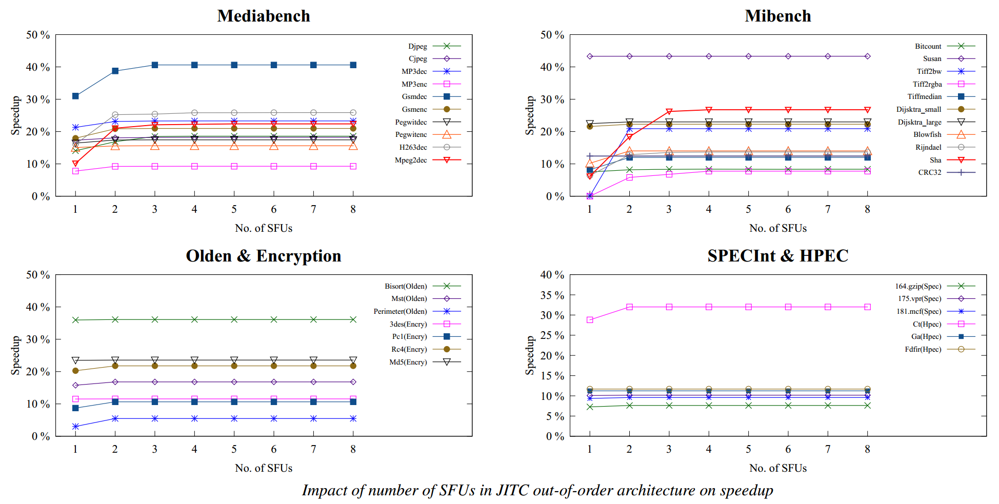 Mediabench
50 %
40 %
30 %
20 %
10 %
0 %
Speedup
1 2 3 4 5 6 7 8
No. of SFUs
Djpeg
Cjpeg
MP3dec
MP3enc
Gsmdec
Gsmenc
Pegwitdec
Pegwitenc
H263dec
Mpeg2dec
Mibench
50 %
40 %
30 %
20 %
10 %
0 %
Speedup
1 2 3 4 5 6 7 8
No. of SFUs
Bitcount
Susan
Tiff2bw
Tiff2rgba
Tiffmedian
Dijsktra_small
Dijsktra_large
Blowfish
Rijndael
Sha
CRC32
Olden & Encryption
50 %
40 %
30 %
20 %
10 %
0 %
Speedup
1 2 3 4 5 6 7 8
No. of SFUs
Bisort(Olden)
Mst(Olden)
Perimeter(Olden)
3des(Encry)
Pc1(Encry)
Rc4(Encry)
Md5(Encry)
SPECInt & HPEC
40 %
35 %
30 %
25 %
20 %
15 %
10 %
5 %
0 %
Speedup
1 2 3 4 5 6 7 8
No. of SFUs
164.gzip(Spec)
175.vpr(Spec)
181.mcf(Spec)
Ct(Hpec)
Ga(Hpec)
Fdfir(Hpec)
Impact of number of SFUs in JITC out-of-order architecture on speedup